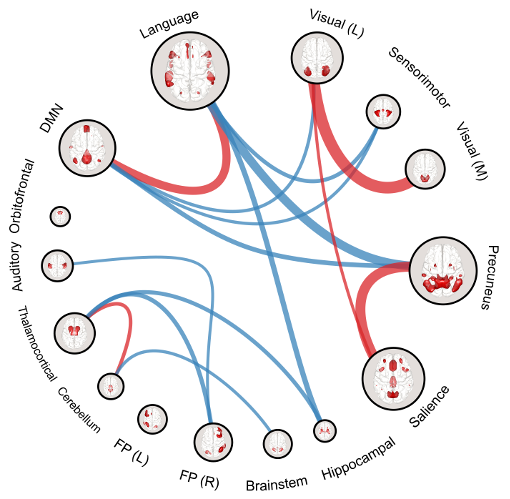 Language
Visual (L)
Sensorimotor
Visual (M)
Precuneus
Salience
Hippocampal
Brainstem
FP (R)
FP (L)
Cerebellum
Thalamocortical
Auditory
Orbitofrontal
DMN